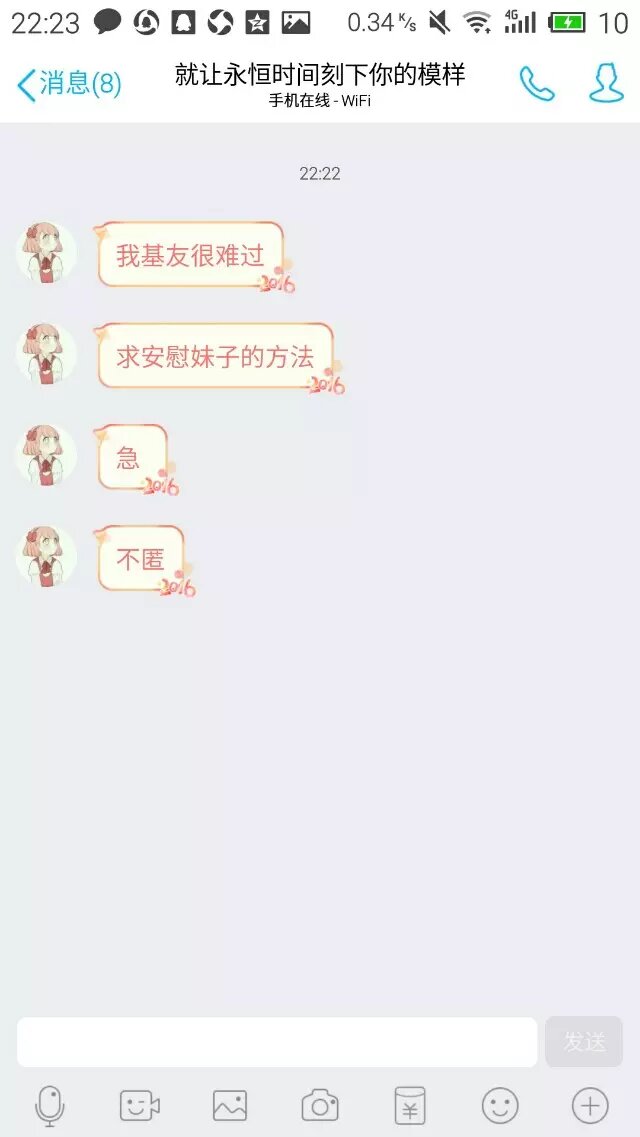 22:23 0.34 K/s 4G 10
消息(8)
就让永恒时间刻下你的模样
手机在线 - WiFi
22:22
我基友很难过
2016
求安慰妹子的方法
2016
急
2016
不匿
2016
发送